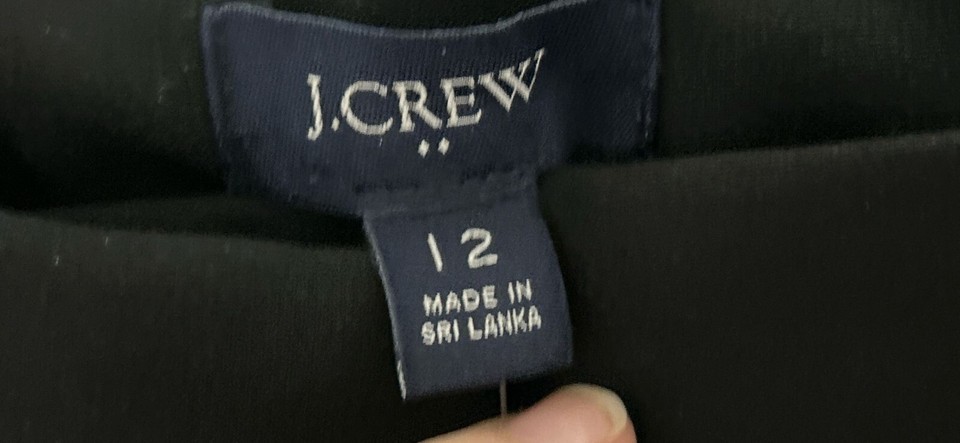 J.CREW
12
MADE IN
SRI LANKA